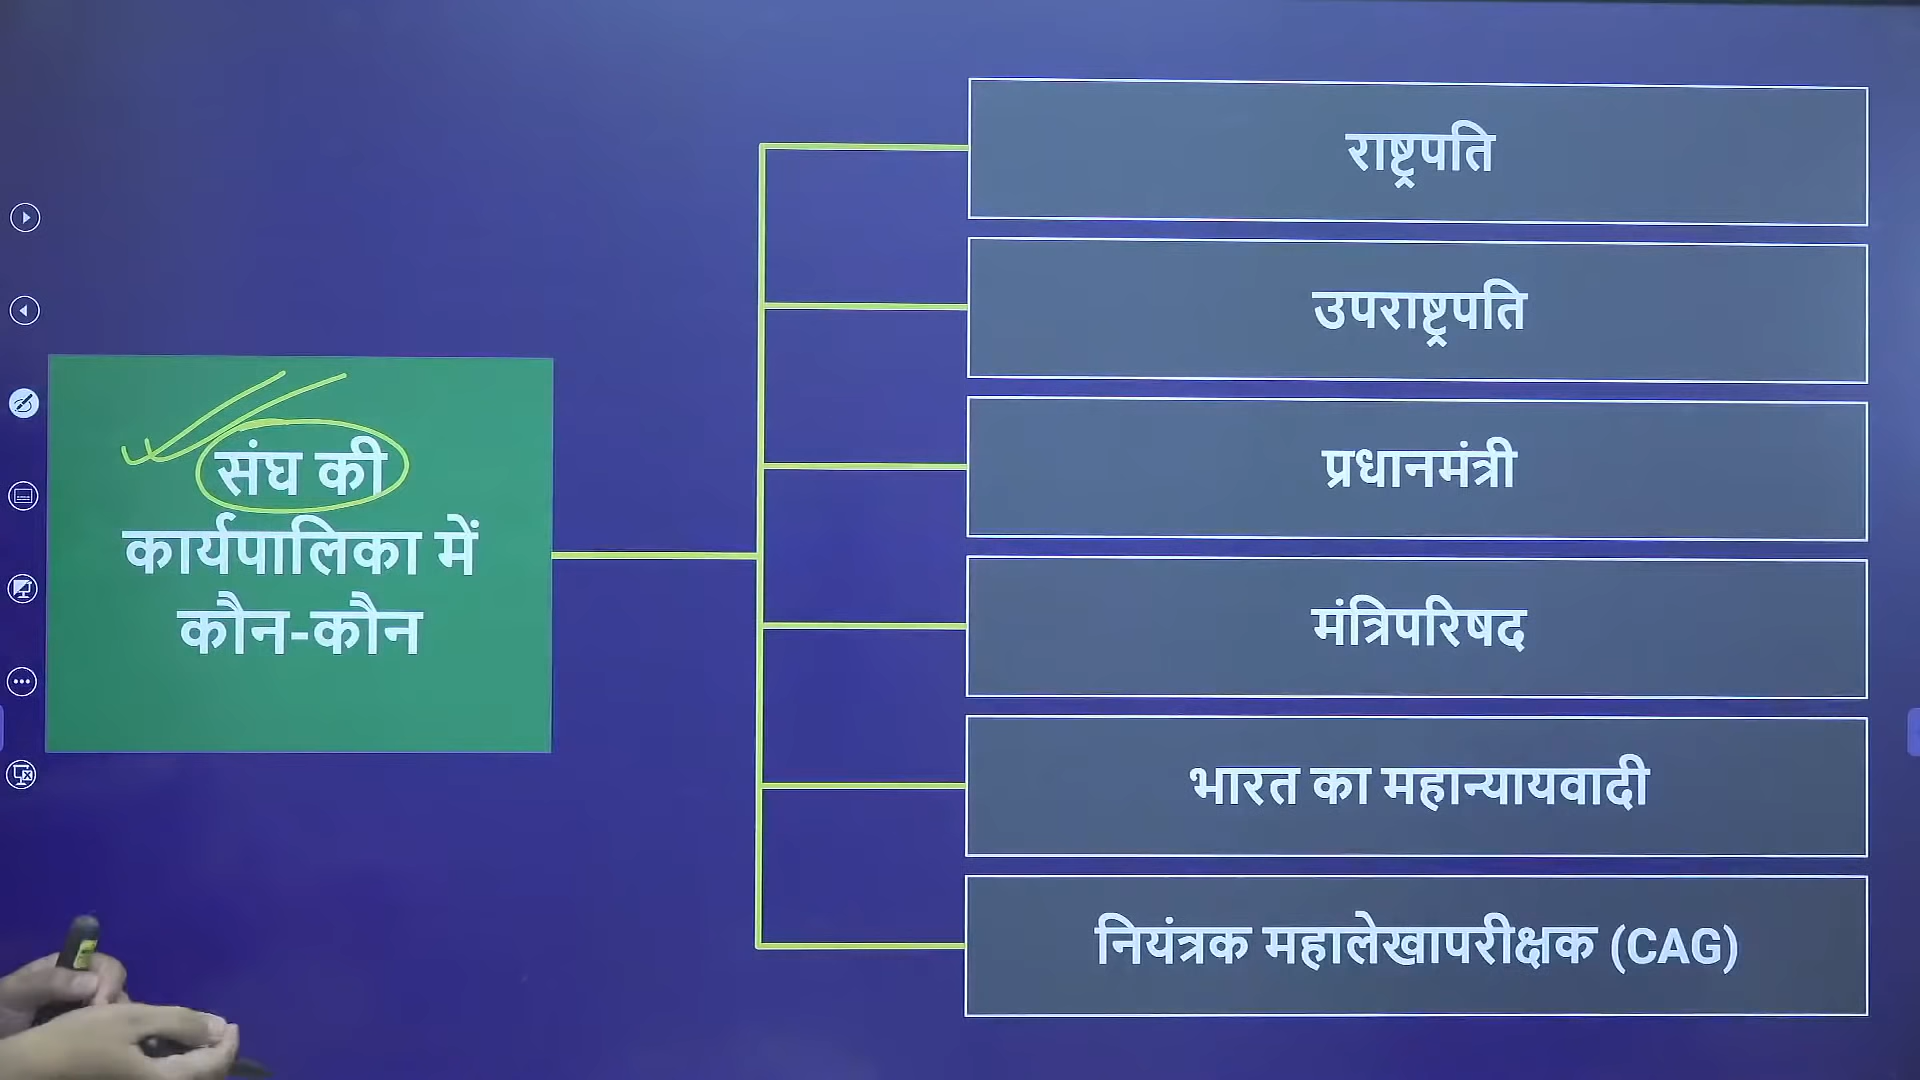 संघ की
कार्यपालिका में
कौन-कौन
राष्ट्रपति
उपराष्ट्रपति
प्रधानमंत्री
मंत्रिपरिषद
भारत का महान्यायवादी
नियंत्रक महालेखापरीक्षक (CAG)